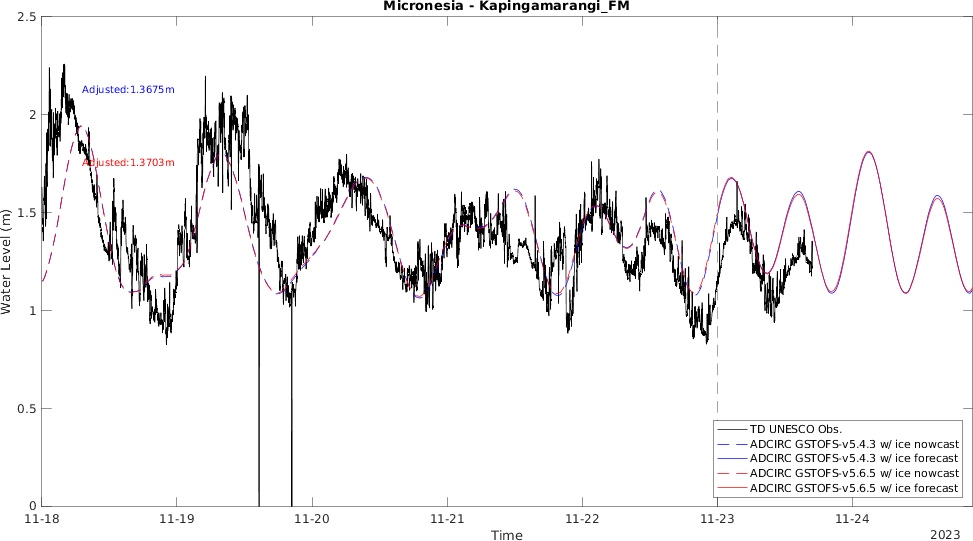 Micronesia - Kapingamarangi_FM
2.5
2
1.5
1
0.5
0
Water Level (m)
Adjusted:1.3675m
Adjusted:1.3703m
TD UNESCO Obs.
ADCIRC GSTOFS-v5.4.3 w/ ice nowcast
ADCIRC GSTOFS-v5.4.3 w/ ice forecast
ADCIRC GSTOFS-v5.6.5 w/ ice nowcast
ADCIRC GSTOFS-v5.6.5 w/ ice forecast
11-18 11-19 11-20 11-21 11-22 11-23 11-24
Time
2023